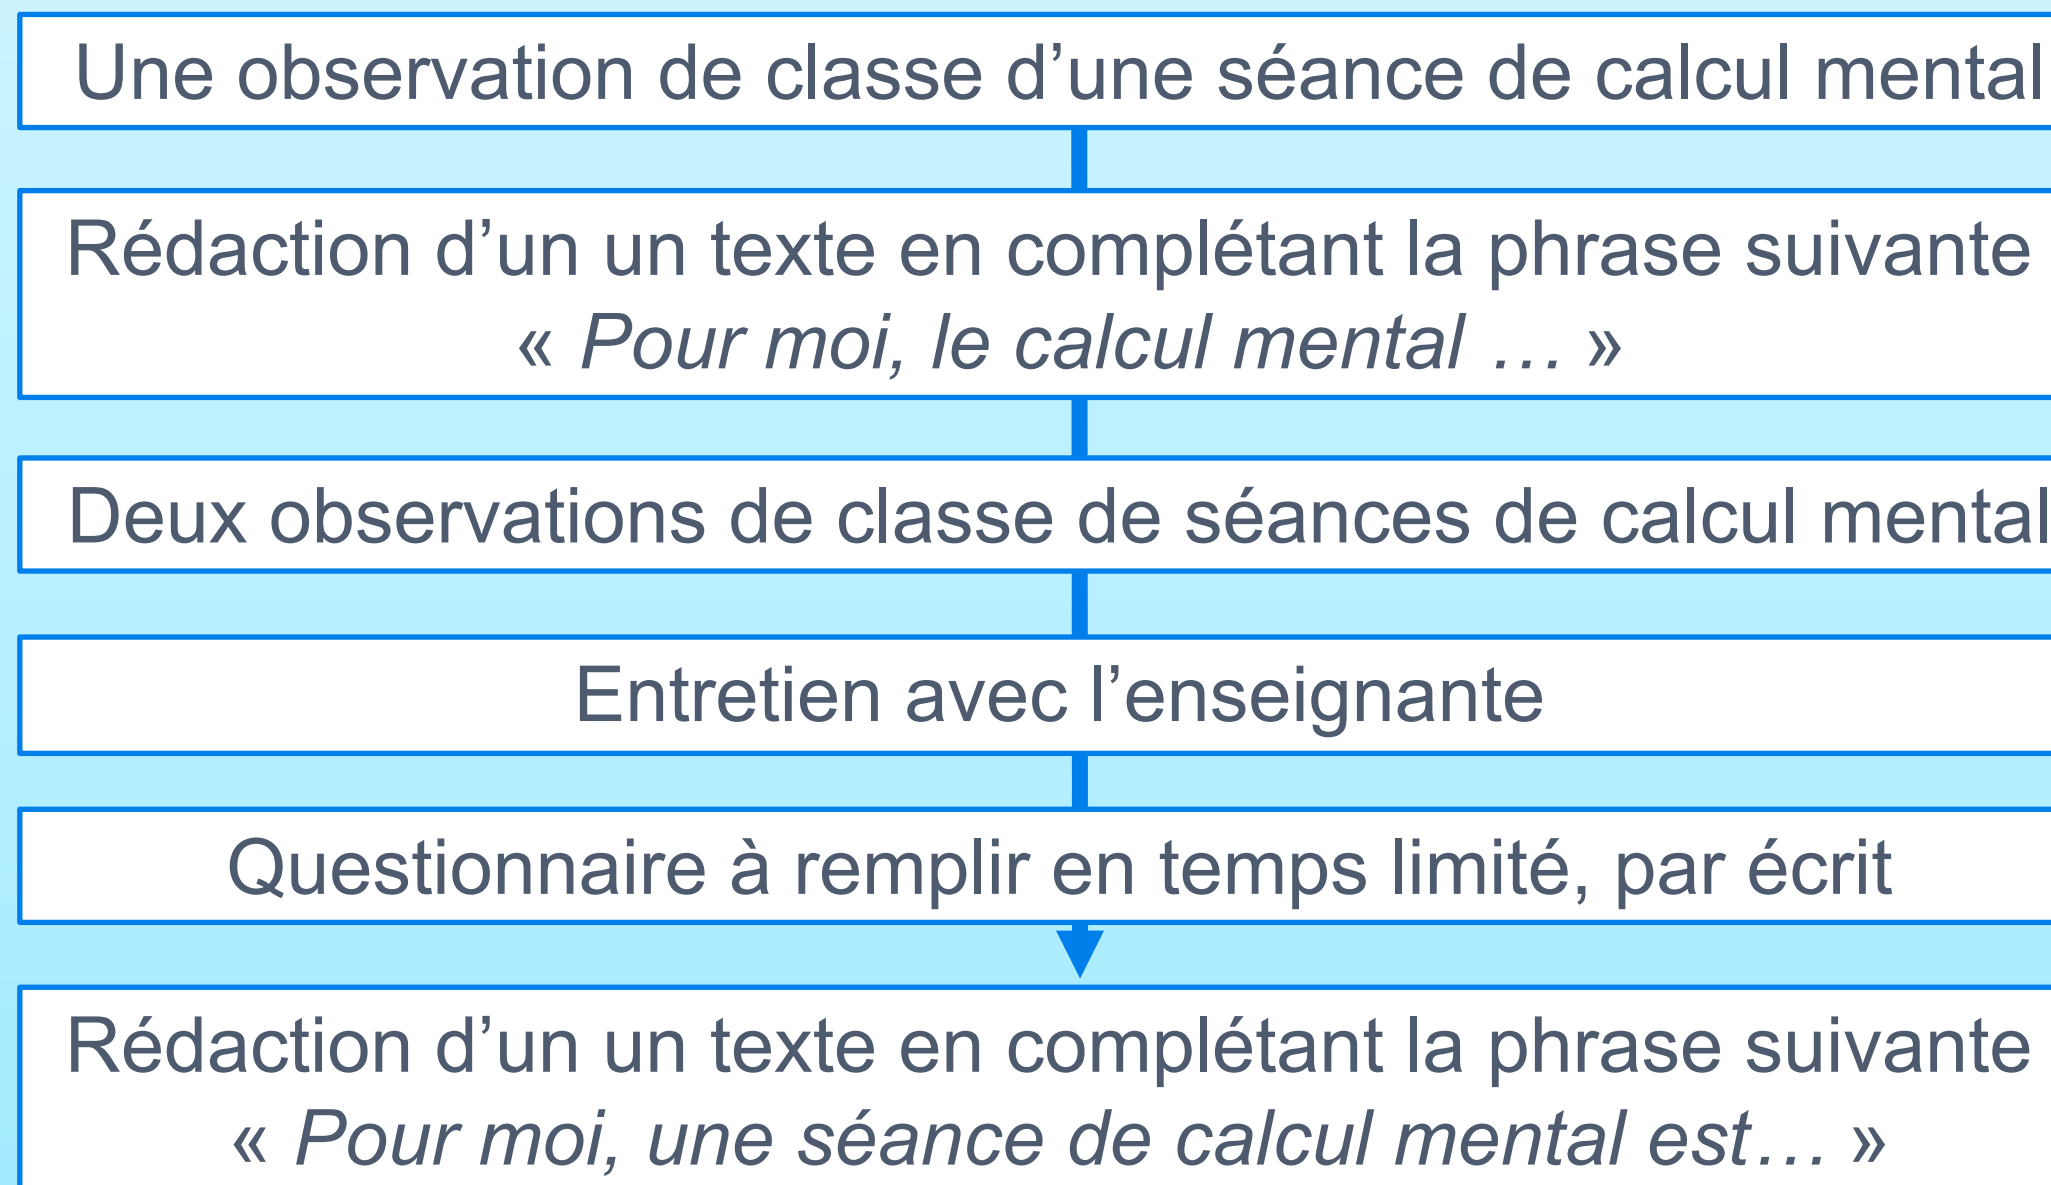 Une observation de classe d’une séance de calcul mental
Rédaction d’un un texte en complétant la phrase suivante
« Pour moi, le calcul mental … »
Deux observations de classe de séances de calcul mental
Entretien avec l’enseignante
Questionnaire à remplir en temps limité, par écrit
Rédaction d’un un texte en complétant la phrase suivante
« Pour moi, une séance de calcul mental est… »